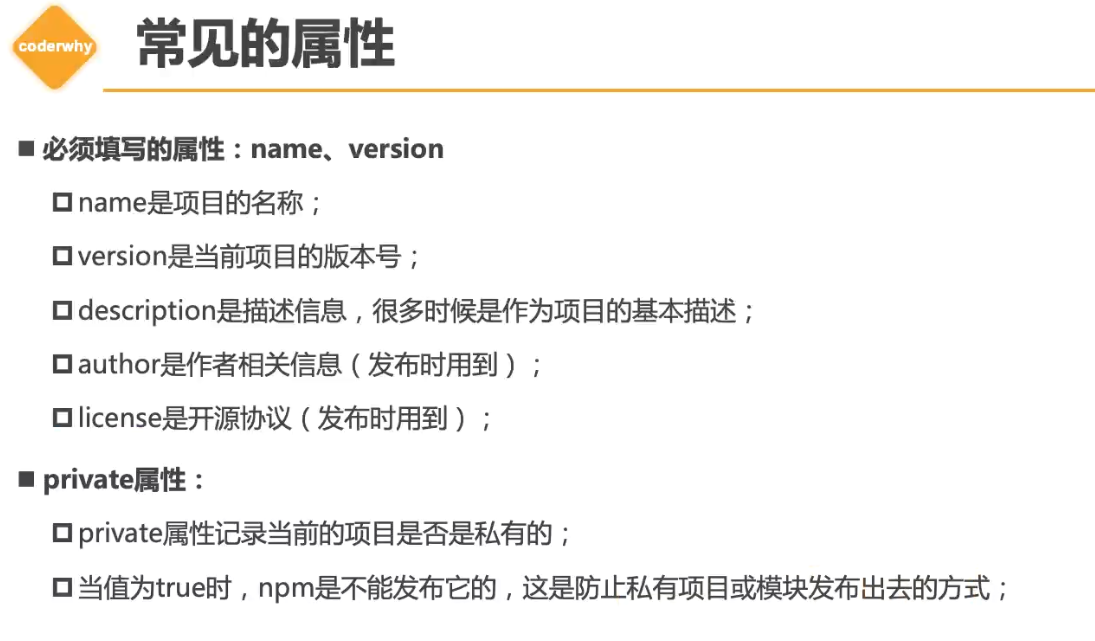 coderwhy
常见的属性
■ 必须填写的属性：name、version
name是项目的名称；
version是当前项目的版本号；
description是描述信息，很多时候是作为项目的基本描述；
author是作者相关信息（发布时用到）；
license是开源协议（发布时用到）；
■ private属性：
private属性记录当前的项目是否是私有的；
当值为true时，npm是不能发布它的，这是防止私有项目或模块发布出去的方式；